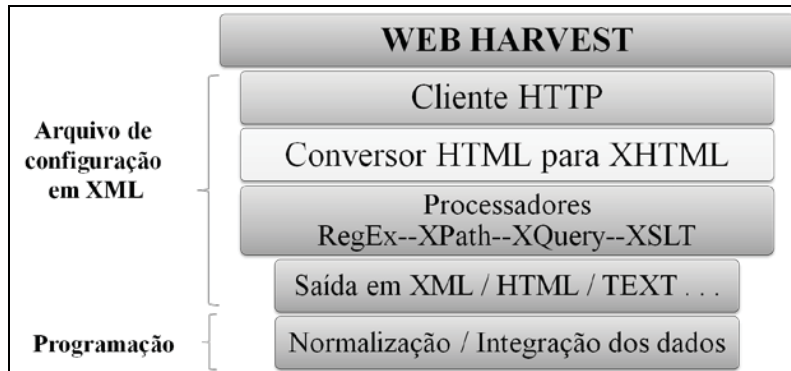 WEB HARVEST
Arquivo de
configuração
em XML
Cliente HTTP
Conversor HTML para XHTML
Processadores
RegEx--XPath--XQuery--XSLT
Saída em XML / HTML / TEXT . . .
Programação
Normalização / Integração dos dados